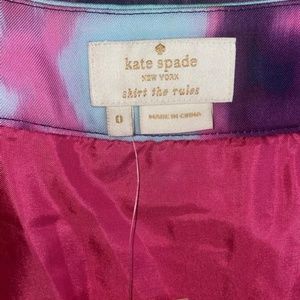 kate spade
NEW YORK
skirt the rules
0
MADE IN CHINA